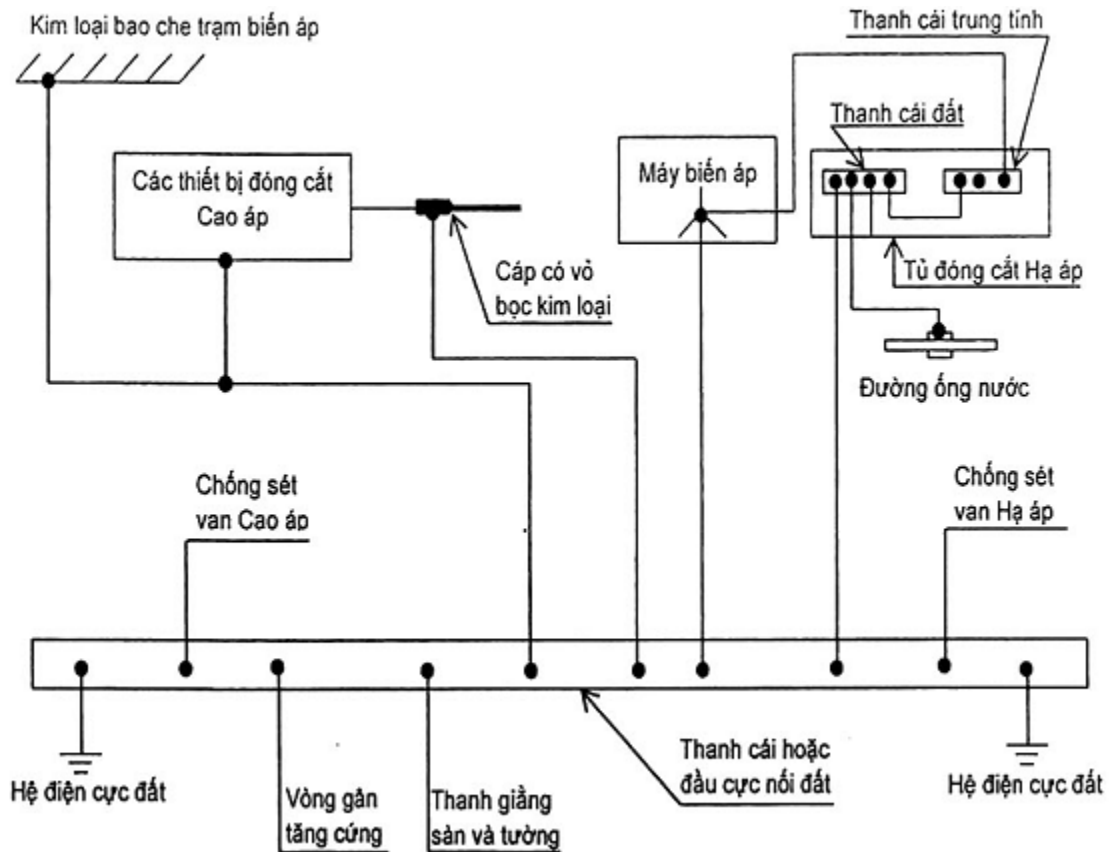 Kim loại bao che trạm biến áp
Thanh cái trung tính
Thanh cái đất
Các thiết bị đóng cắt
Cao áp
Máy biến áp
Cáp có vỏ
bọc kim loại
Tủ đóng cắt Hạ áp
Đường ống nước
Chống sét
van Cao áp
Chống sét
van Hạ áp
Hệ điện cực đất
Vòng gân
tăng cứng
Thanh giằng
sàn và tường
Thanh cái hoặc
đầu cực nối đất
Hệ điện cực đất